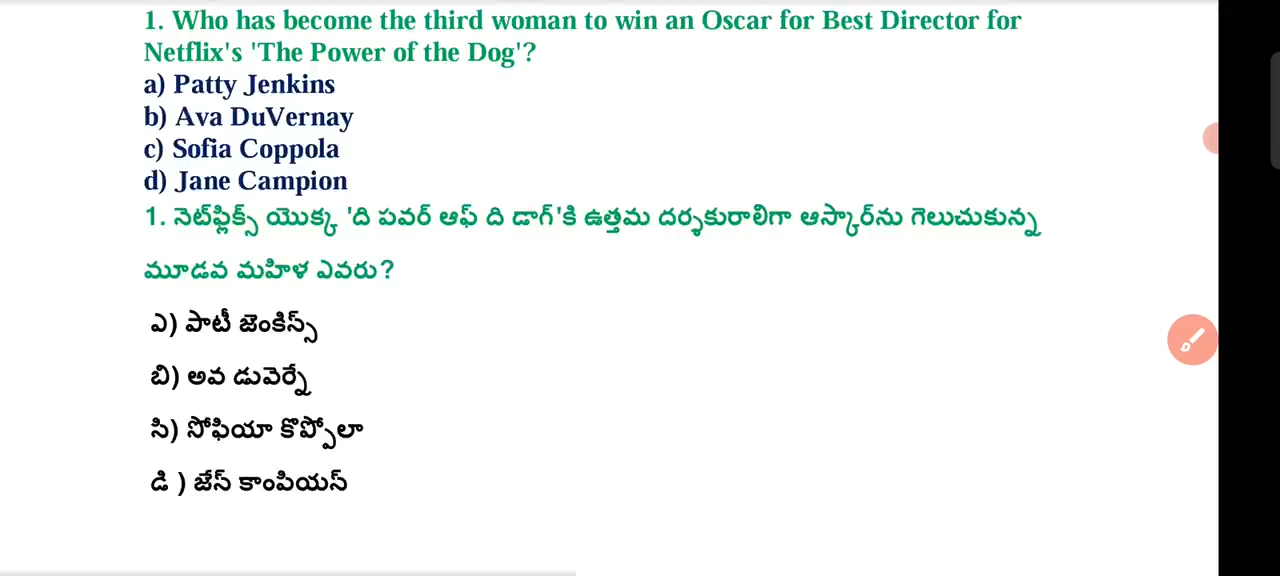 1. Who has become the third woman to win an Oscar for Best Director for
Netflix's 'The Power of the Dog'?
a) Patty Jenkins
b) Ava DuVernay
c) Sofia Coppola
d) Jane Campion
1. నెట్‌ఫ్లిక్స్ యొక్క 'ది పవర్ ఆఫ్ ది డాగ్'కి ఉత్తమ దర్శకురాలిగా ఆస్కార్‌ను గెలుచుకున్న
మూడవ మహిళ ఎవరు?
ఎ) పాటీ జెంకిన్స్
బి) అవ డువెర్నే
సి) సోఫియా కొప్పోలా
డి ) జేన్ కాంపియన్